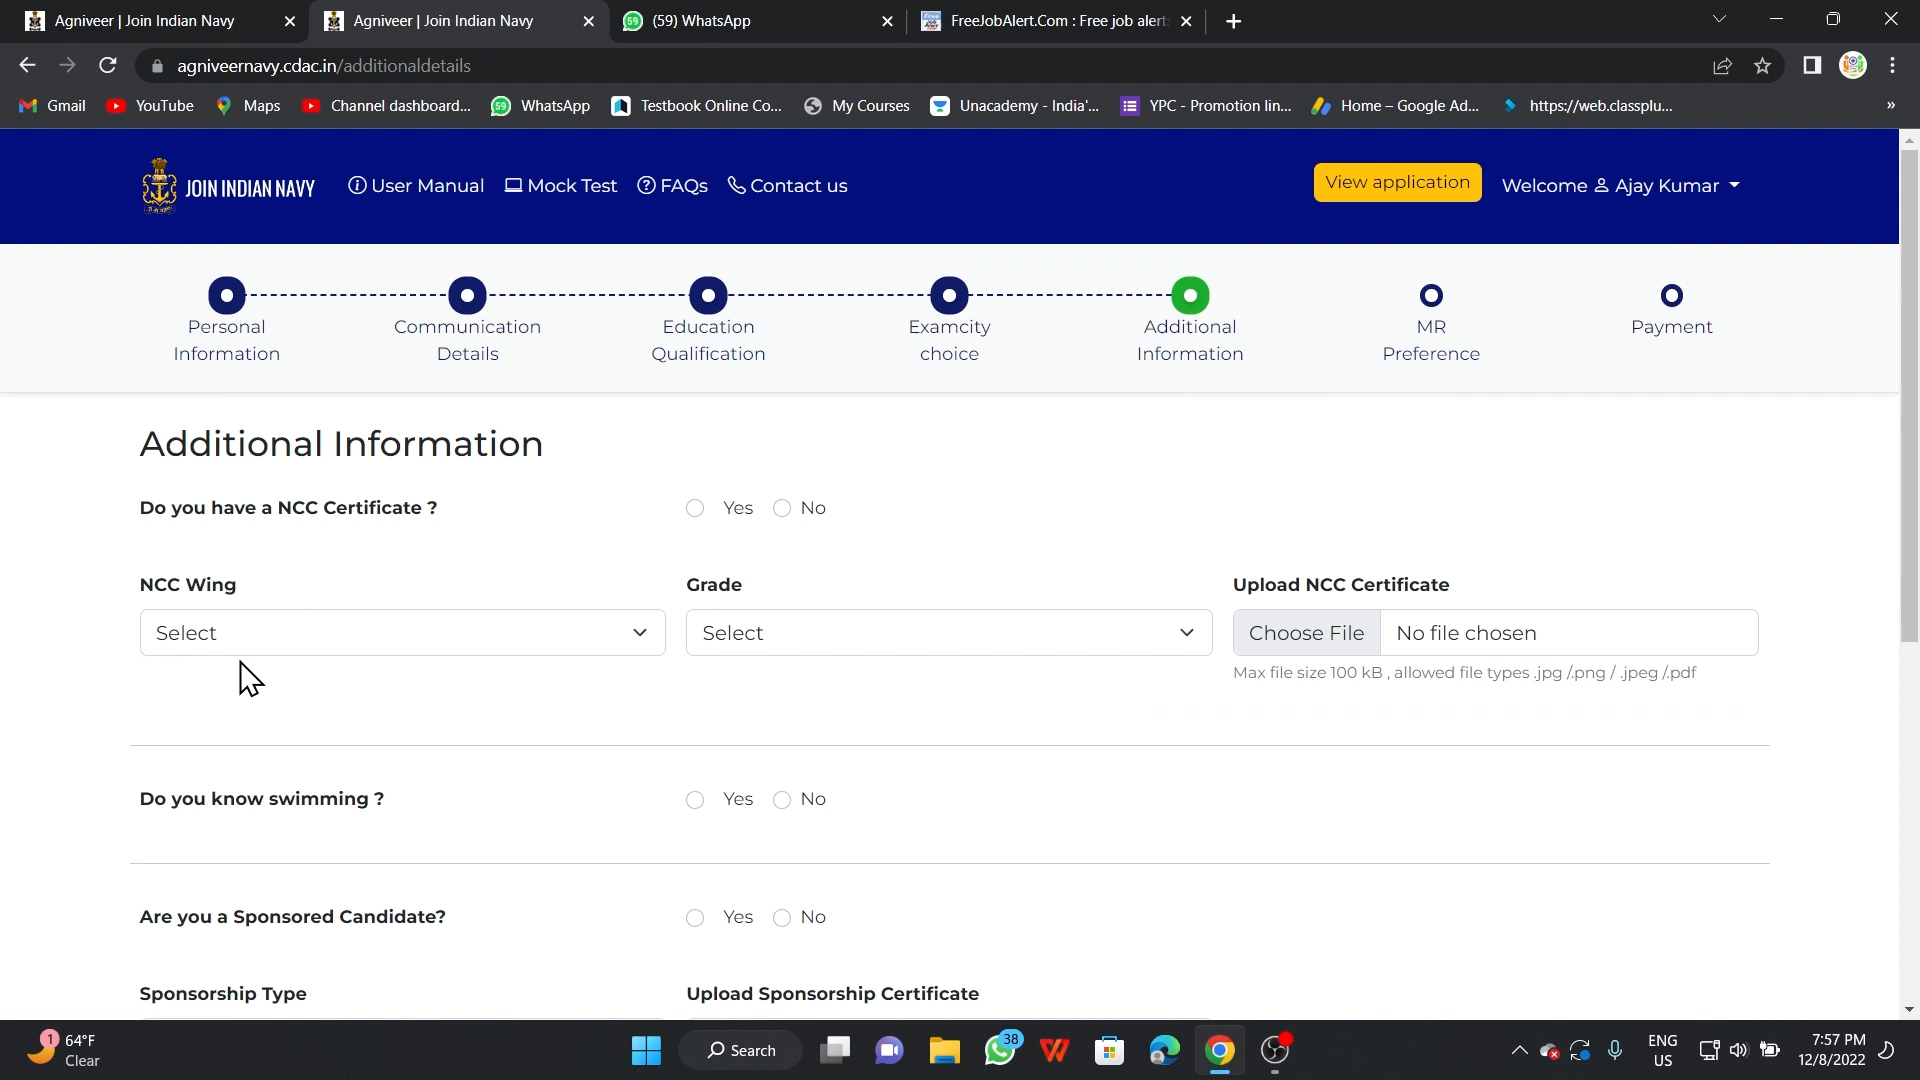 Agniveer | Join Indian Navy
Agniveer | Join Indian Navy
(59) WhatsApp
FreeJobAlert.Com : Free job alert
agniveernavy.cdac.in/additionaldetails
Gmail
YouTube
Maps
Channel dashboard...
WhatsApp
Testbook Online Co...
My Courses
Unacademy - India'...
YPC - Promotion lin...
Home – Google Ad...
https://web.classplu...
»
JOIN INDIAN NAVY
User Manual
Mock Test
FAQs
Contact us
View application
Welcome Ajay Kumar
Personal Information
Communication Details
Education Qualification
Examcity choice
Additional Information
MR Preference
Payment
Additional Information
Do you have a NCC Certificate ? Yes No
NCC Wing
Grade
Upload NCC Certificate
Select
Select
Choose File No file chosen
Max file size 100 kB , allowed file types .jpg /.png / .jpeg /.pdf
Do you know swimming ? Yes No
Are you a Sponsored Candidate? Yes No
Sponsorship Type
Upload Sponsorship Certificate
1
64°F
Clear
Search
38
ENG
US
7:57 PM
12/8/2022